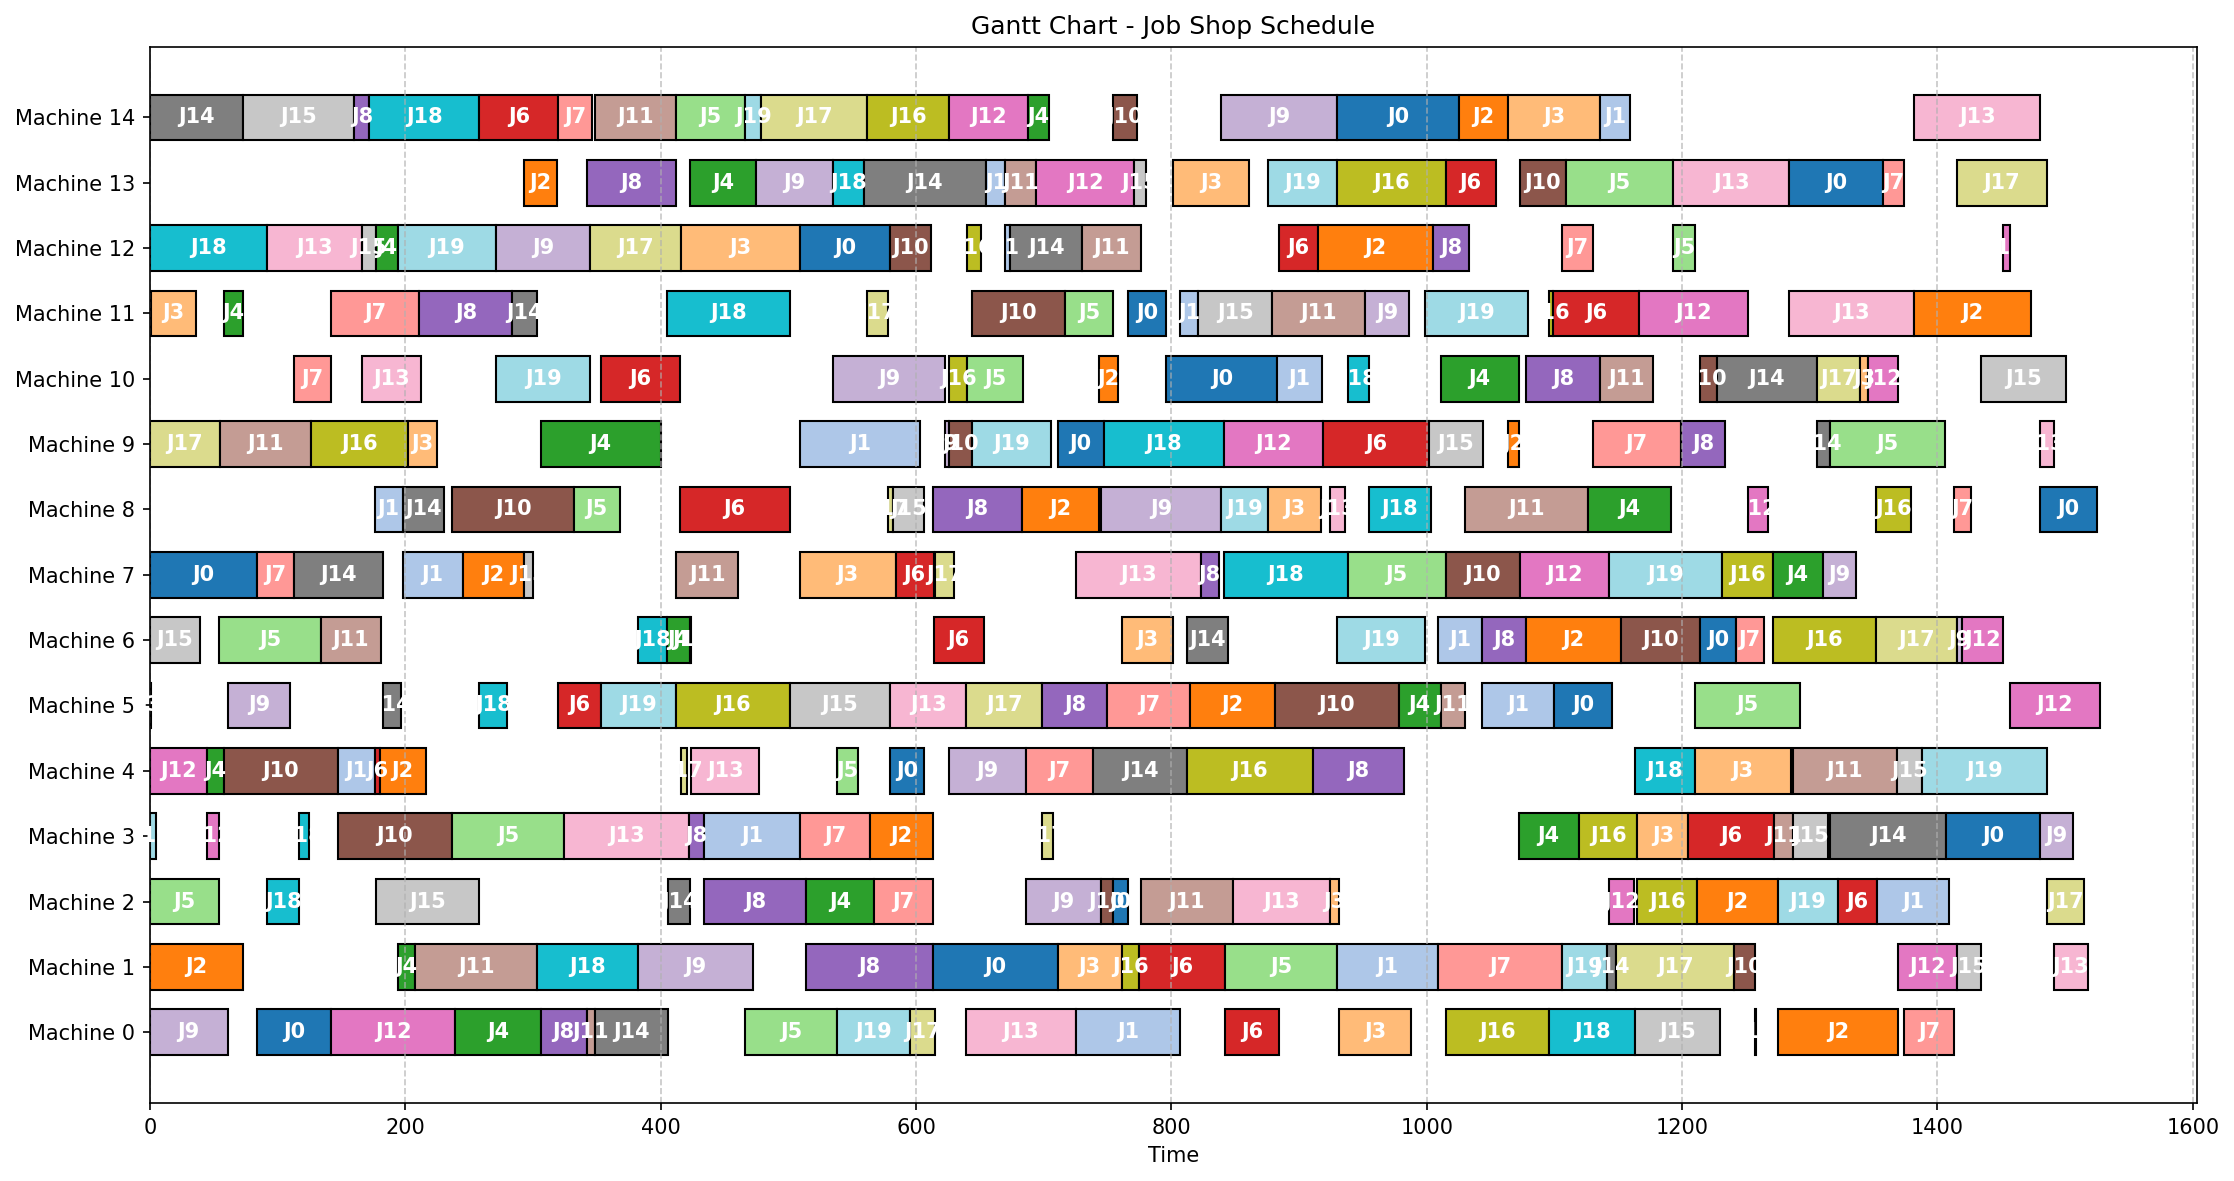 Gantt Chart - Job Shop Schedule
Machine 14 J14 J15 J8 J18 J6 J7 J11 J5 J19 J17 J16 J12 J4 J10 J9 J0 J2 J3 J1 J13
Machine 13 J2 J8 J4 J9 J18 J14 J1 J11 J12 J15 J3 J19 J16 J6 J10 J5 J13 J0 J7 J17
Machine 12 J18 J13 J15 J4 J19 J9 J17 J3 J0 J10 J16 J1 J14 J11 J6 J2 J8 J7 J5
Machine 11 J3 J4 J7 J8 J14 J18 J17 J10 J5 J0 J1 J15 J11 J9 J19 J16 J6 J12 J13 J2
Machine 10 J7 J13 J19 J6 J9 J16 J5 J2 J0 J1 J18 J4 J8 J11 J10 J14 J17 J3 J12 J15
Machine 9 J17 J11 J16 J3 J4 J1 J9 J10 J19 J0 J18 J12 J6 J15 J2 J7 J8 J14 J5 J13
Machine 8 J1 J14 J10 J5 J6 J17 J15 J8 J2 J9 J19 J3 J13 J18 J11 J4 J12 J16 J7 J0
Machine 7 J0 J7 J14 J1 J2 J15 J11 J3 J6 J17 J13 J8 J18 J5 J10 J12 J19 J16 J4 J9
Machine 6 J15 J5 J11 J18 J4 J6 J3 J14 J19 J1 J8 J2 J10 J0 J7 J16 J17 J9 J12
Machine 5 J9 J14 J18 J6 J19 J16 J15 J13 J17 J8 J7 J2 J10 J4 J11 J1 J0 J5 J12
Machine 4 J12 J4 J10 J1 J6 J2 J17 J13 J5 J0 J9 J7 J14 J16 J8 J18 J3 J11 J15 J19
Machine 3 J12 J18 J10 J5 J13 J8 J1 J7 J2 J17 J4 J16 J3 J6 J11 J15 J14 J0 J9
Machine 2 J5 J18 J15 J14 J8 J4 J7 J9 J10 J0 J11 J13 J3 J12 J16 J2 J19 J6 J1 J17
Machine 1 J2 J4 J11 J18 J9 J8 J0 J3 J16 J6 J5 J1 J7 J19 J14 J17 J10 J12 J15 J13
Machine 0 J9 J0 J12 J4 J8 J11 J14 J5 J19 J17 J13 J1 J6 J3 J16 J18 J15 J2 J7
0 200 400 600 800 1000 1200 1400 1600
Time